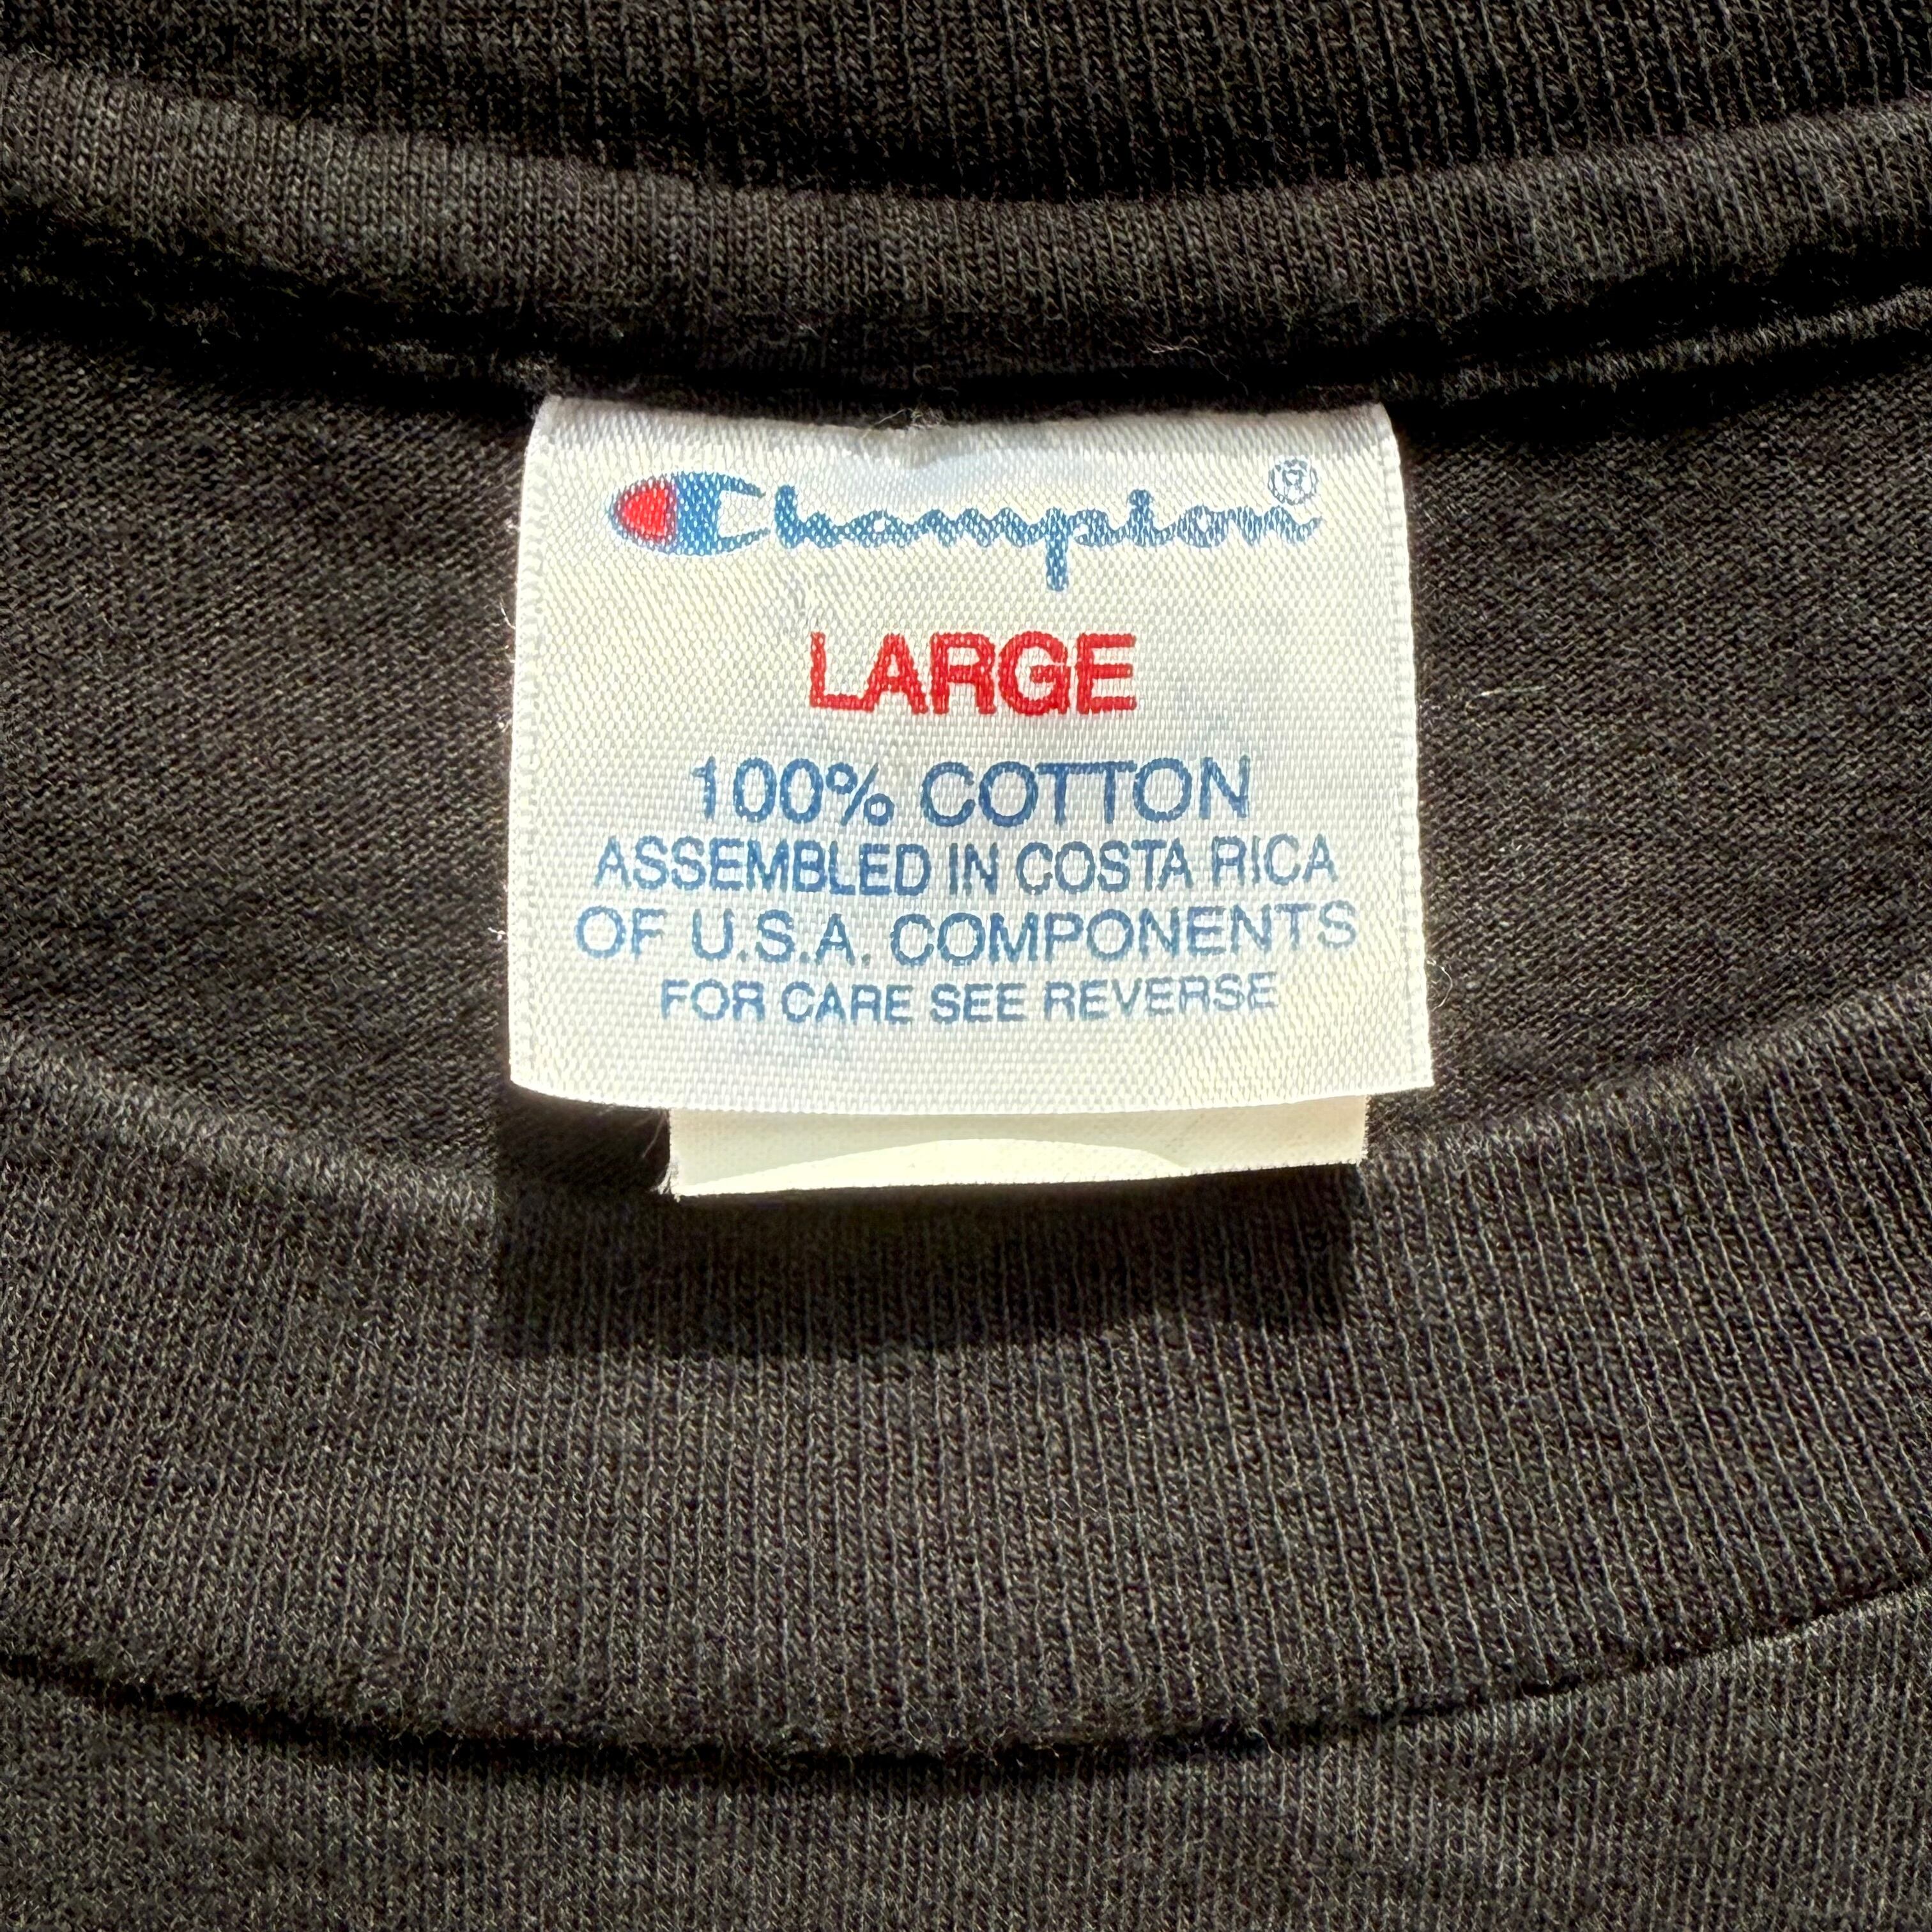 Champion®
LARGE
100% COTTON
ASSEMBLED IN COSTA RICA
OF U.S.A. COMPONENTS
FOR CARE SEE REVERSE